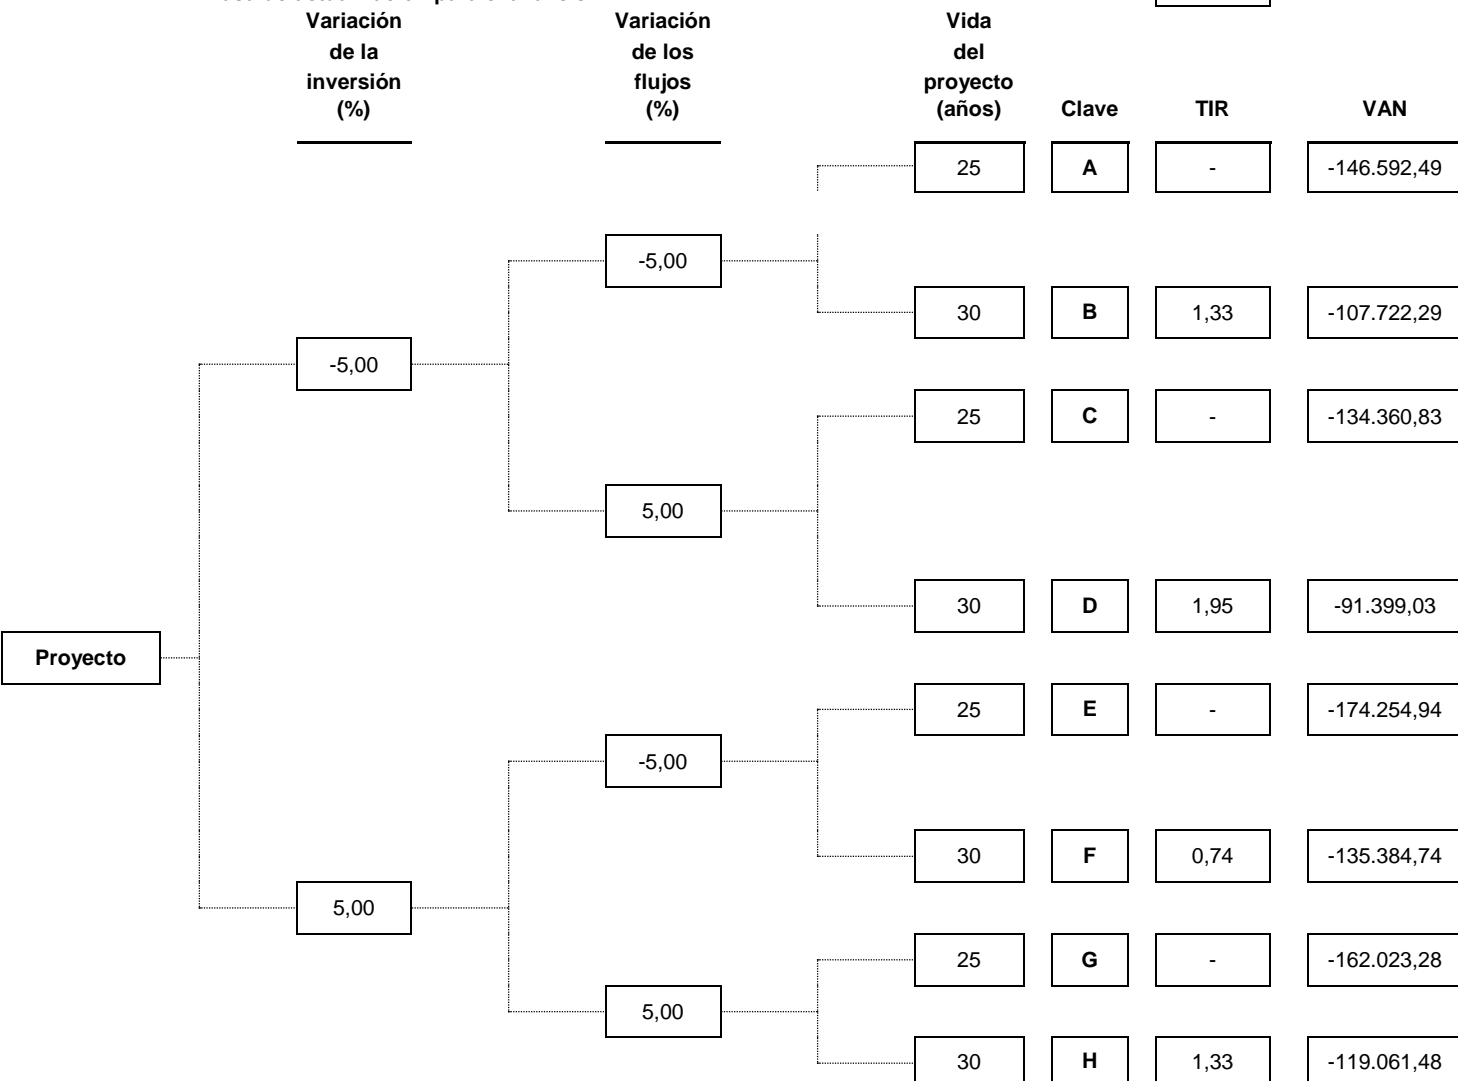 Variación de la inversión (%)
Variación de los flujos (%)
Vida del proyecto (años)
Clave
TIR
VAN
25 A - -146.592,49
-5,00
30 B 1,33 -107.722,29
-5,00
25 C - -134.360,83
5,00
30 D 1,95 -91.399,03
Proyecto
25 E - -174.254,94
-5,00
30 F 0,74 -135.384,74
5,00
25 G - -162.023,28
5,00
30 H 1,33 -119.061,48